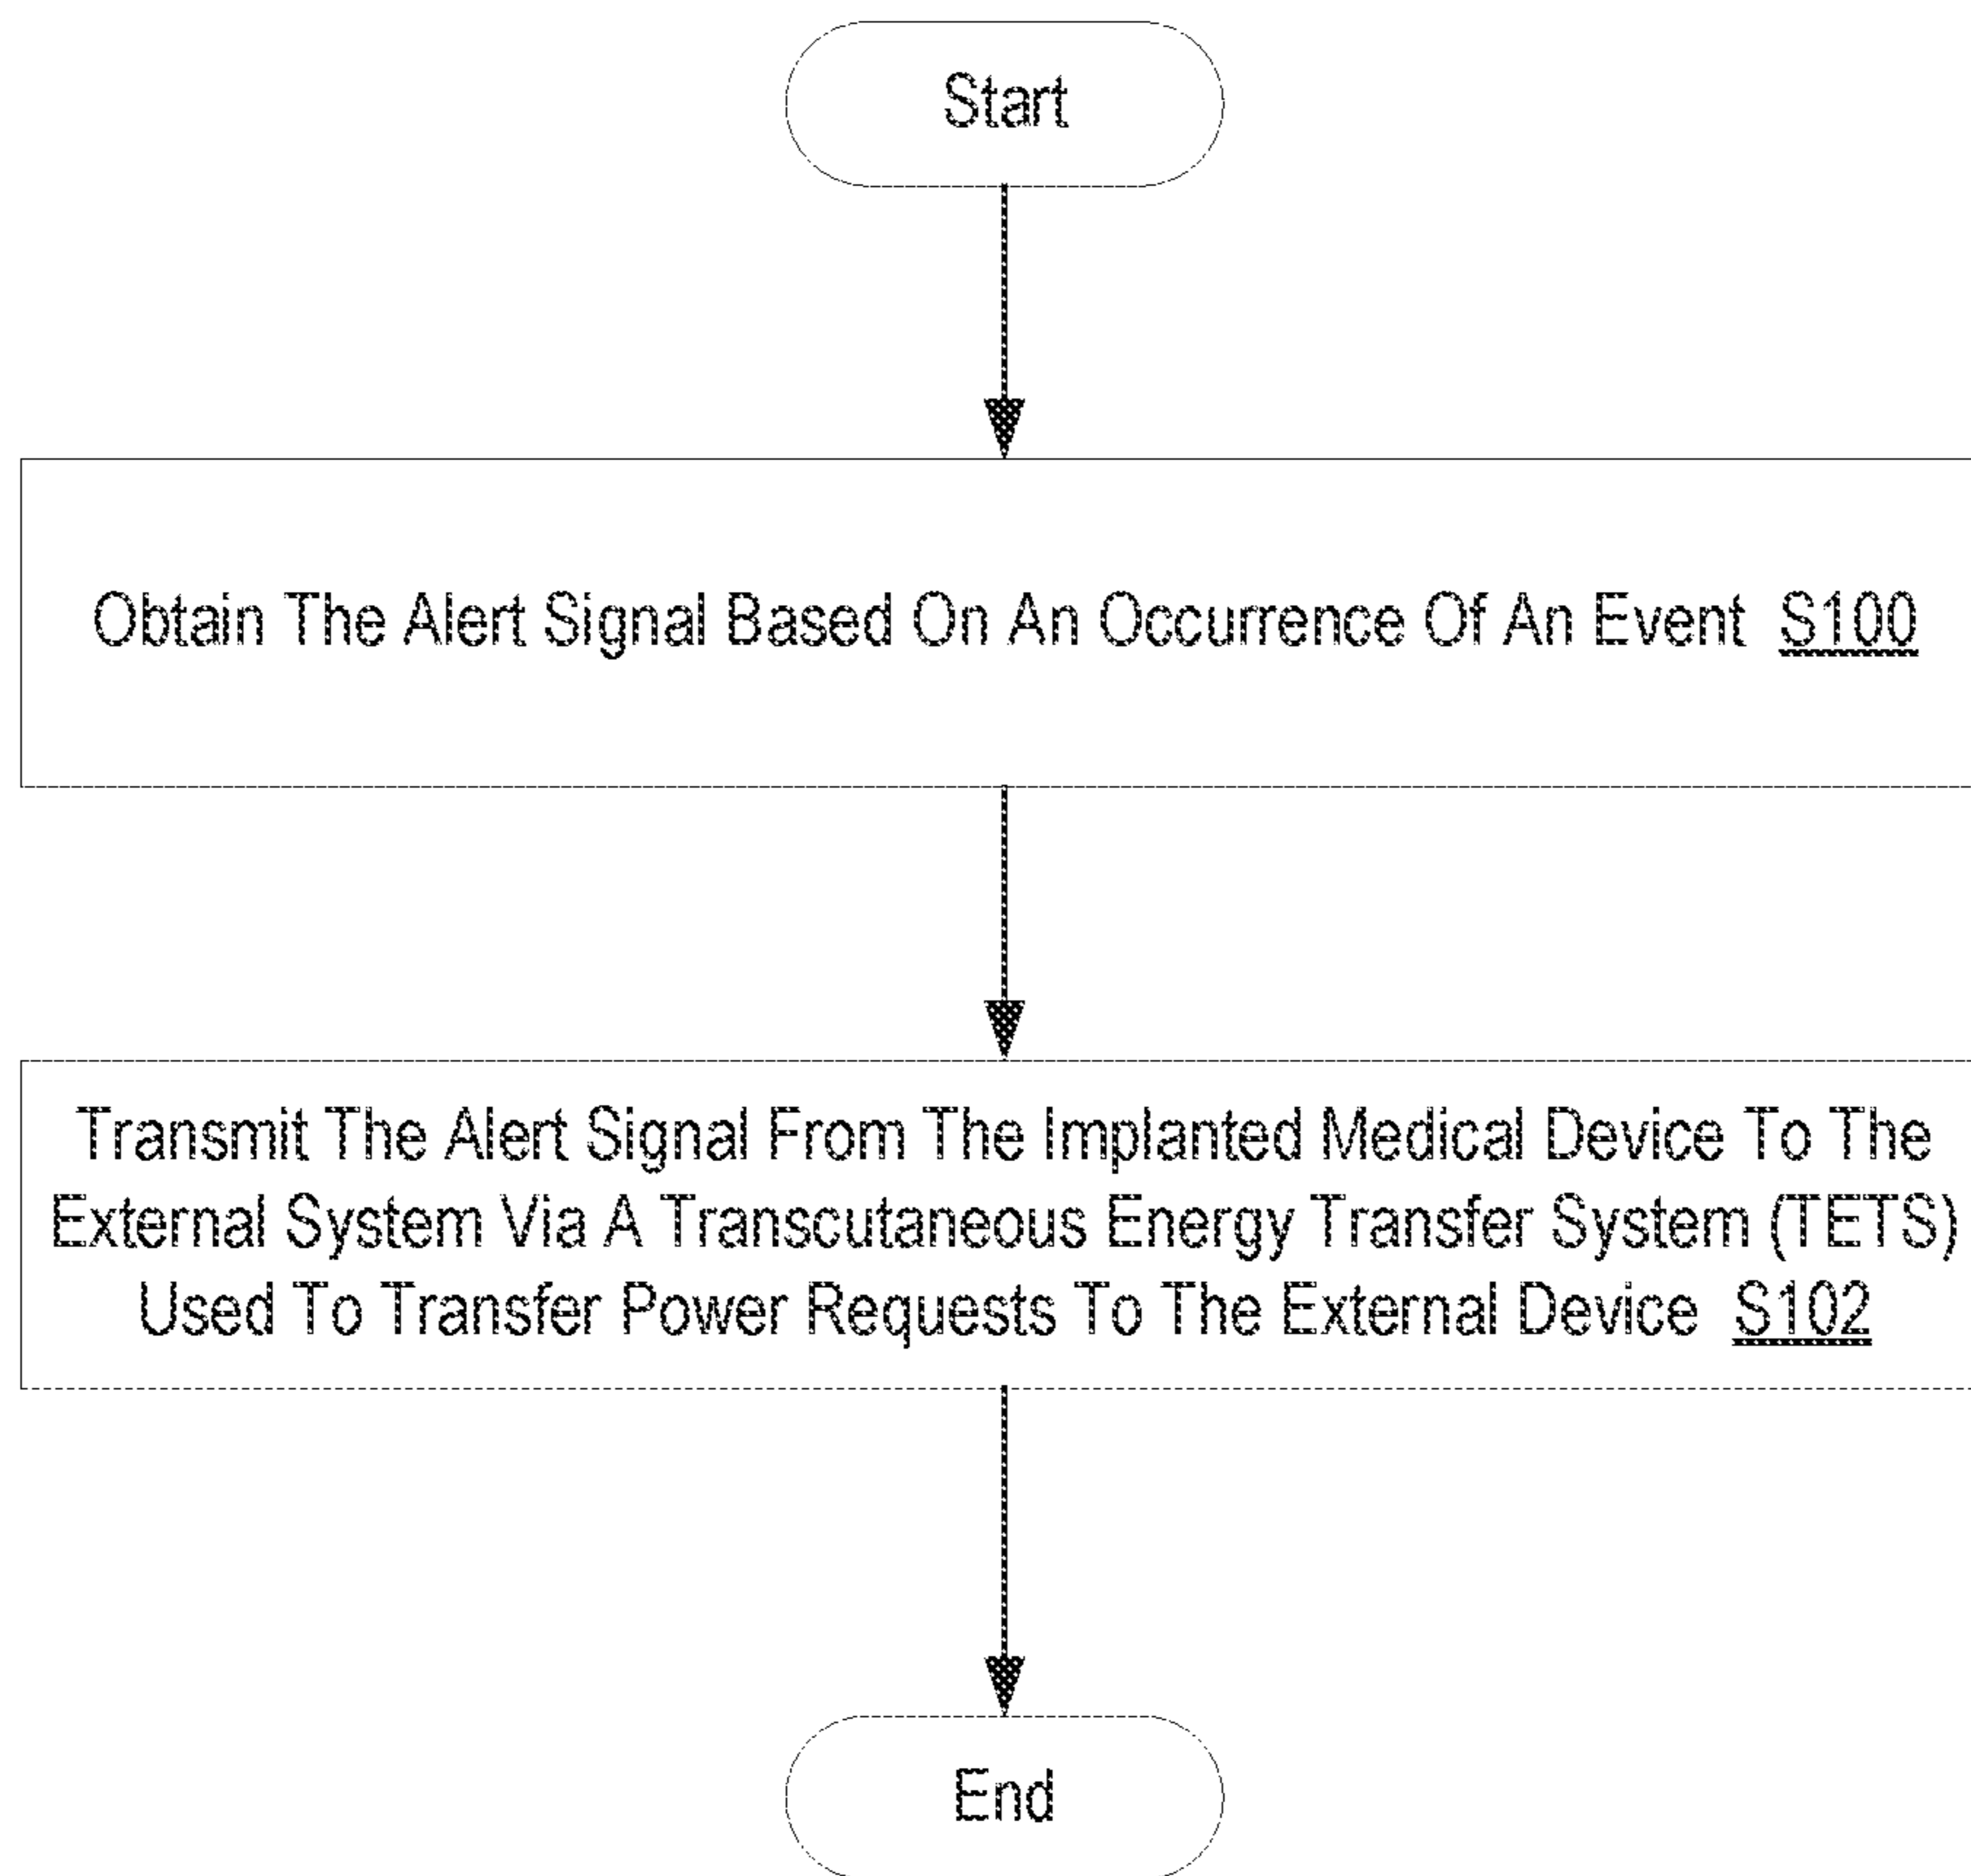 Start
Obtain The Alert Signal Based On An Occurrence Of An Event S100
Transmit The Alert Signal From The Implanted Medical Device To The
External System Via A Transcutaneous Energy Transfer System (TETS)
Used To Transfer Power Requests To The External Device S102
End